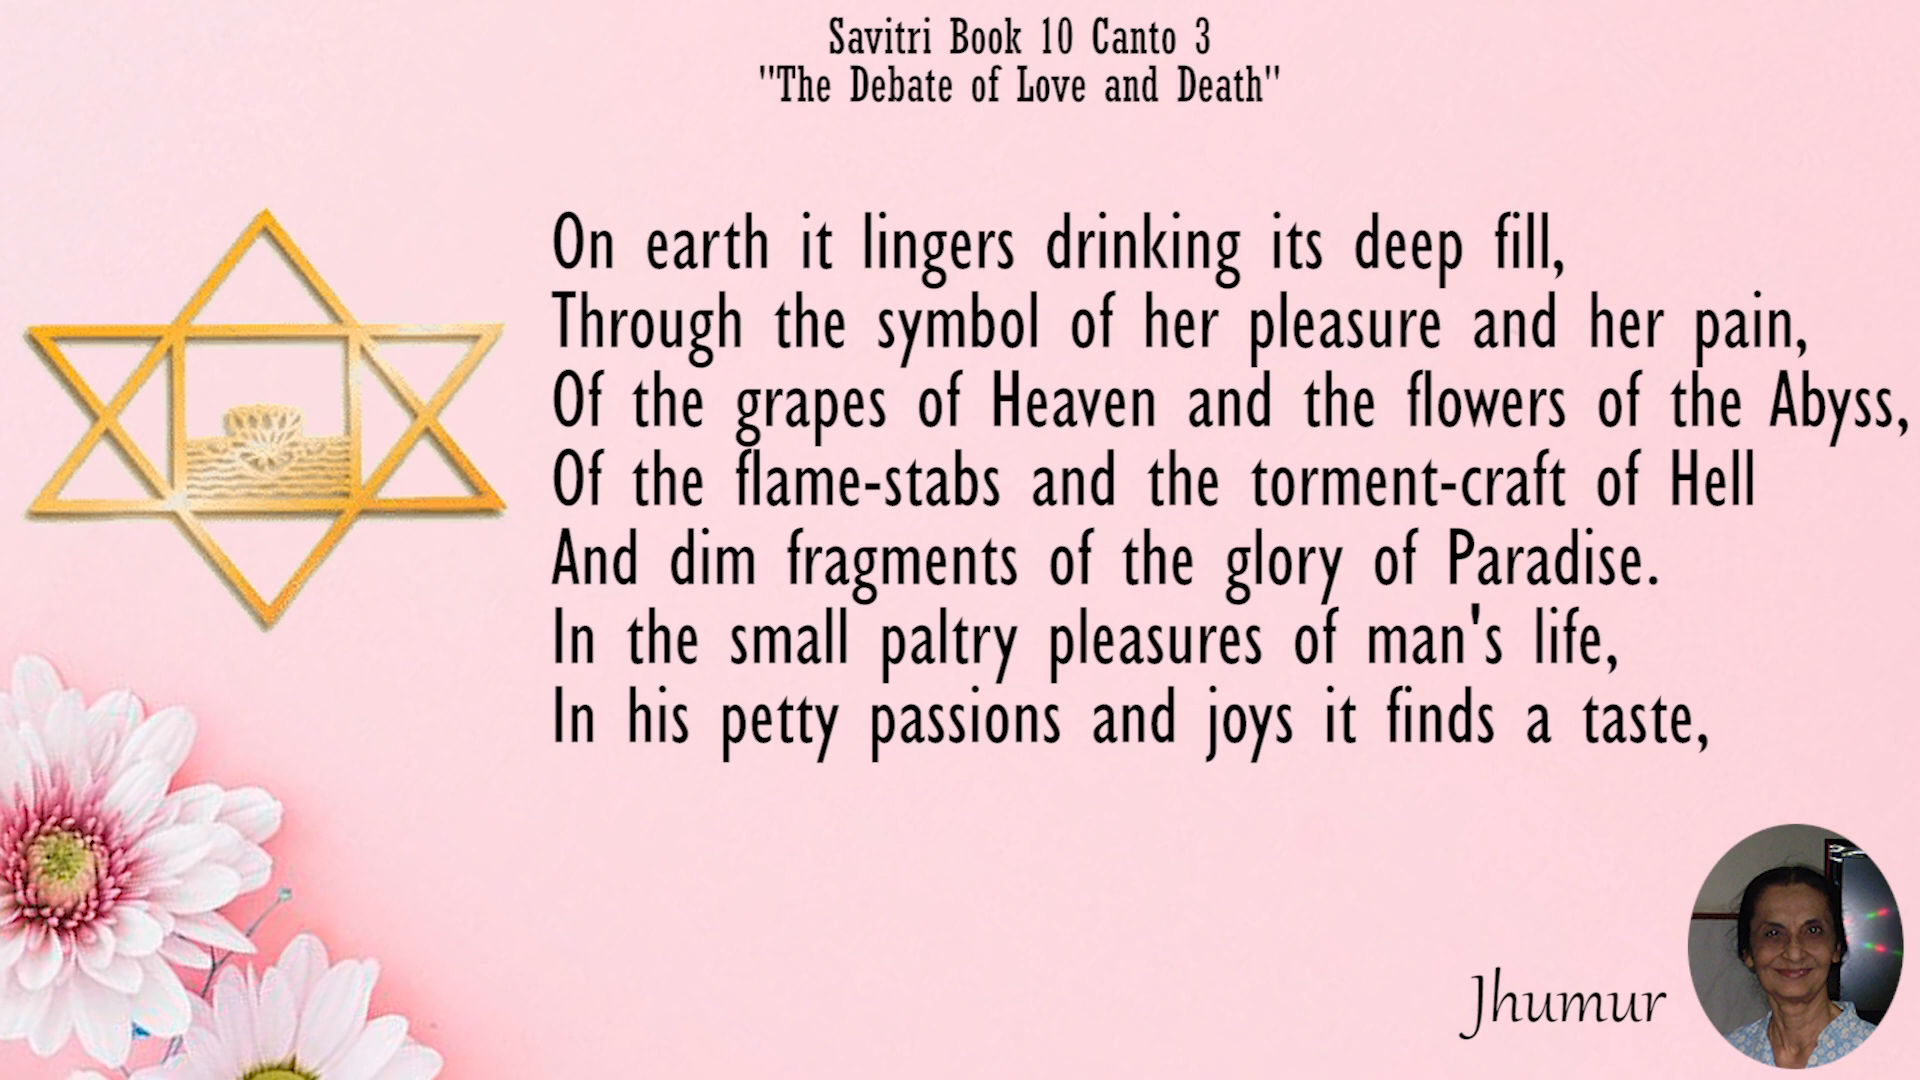 Savitri Book 10 Canto 3
"The Debate of Love and Death"
On earth it lingers drinking its deep fill,
Through the symbol of her pleasure and her pain,
Of the grapes of Heaven and the flowers of the Abyss,
Of the flame-stabs and the torment-craft of Hell
And dim fragments of the glory of Paradise.
In the small paltry pleasures of man's life,
In his petty passions and joys it finds a taste,
Jhumur